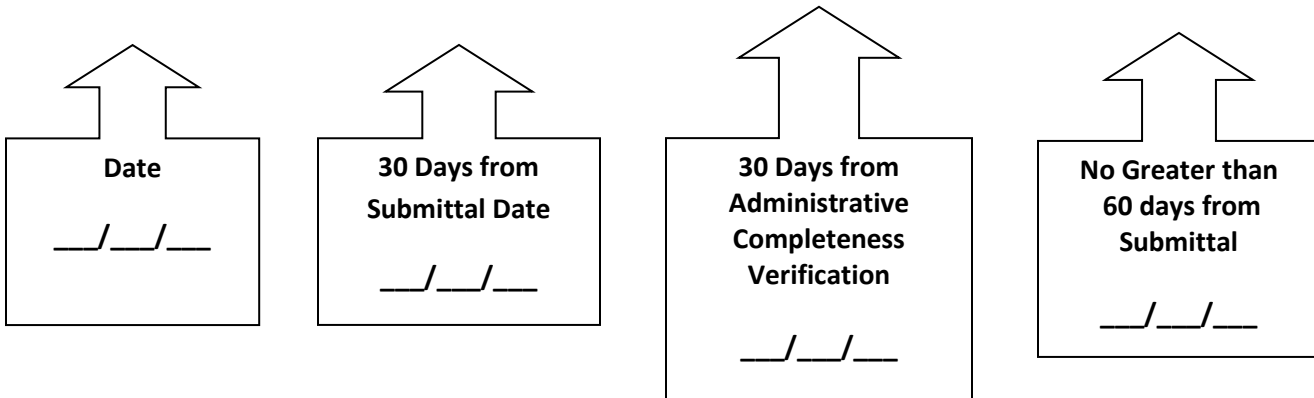 Date
___/___/___
30 Days from
Submittal Date
___/___/___
30 Days from
Administrative
Completeness
Verification
___/___/___
No Greater than
60 days from
Submittal
___/___/___